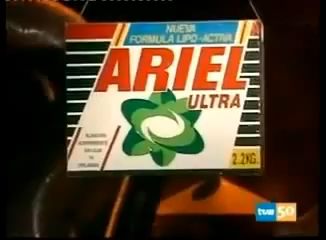 NUEVA
FORMULA LIPO-ACTIVA
ARIEL
ULTRA
2.2KG.
tve 50